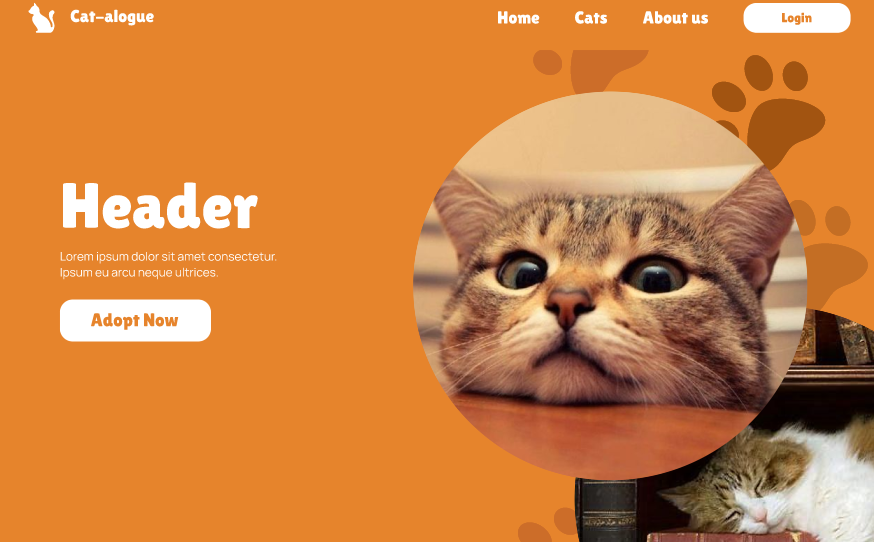 Cat-alogue
Home
Cats
About us
Login
Header
Lorem ipsum dolor sit amet consectetur.
Ipsum eu arcu neque ultrices.
Adopt Now